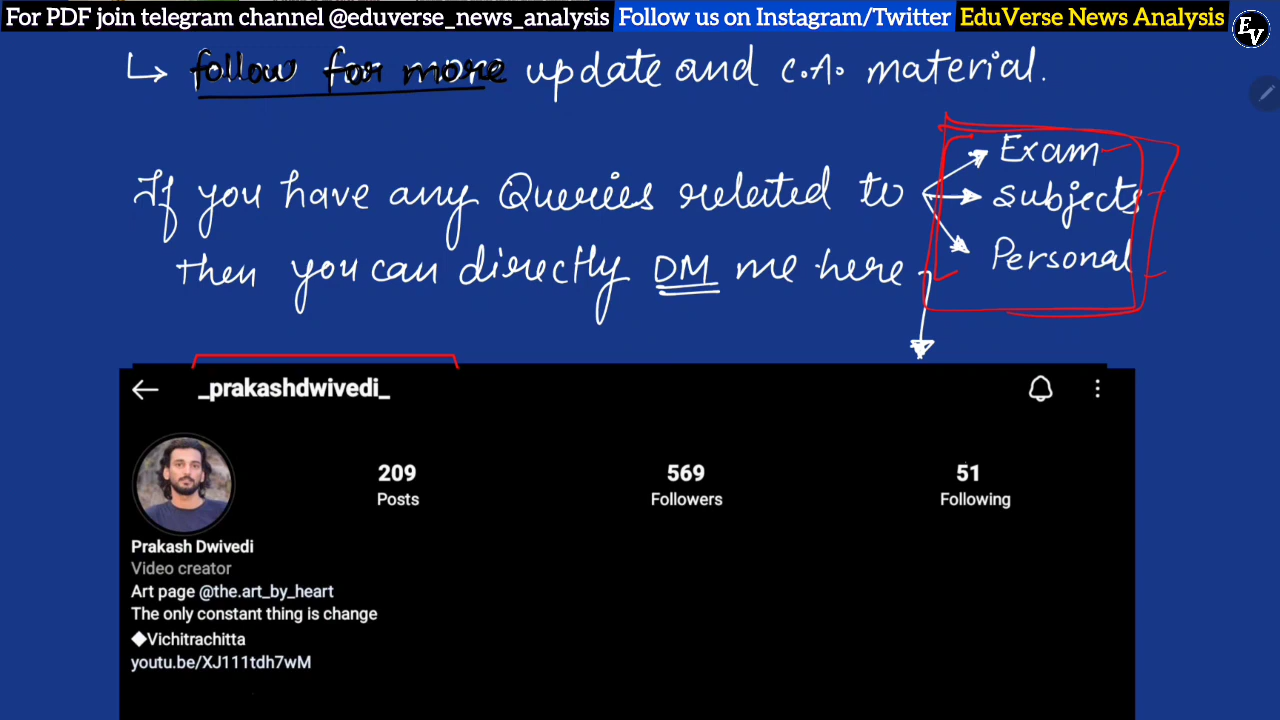 For PDF join telegram channel @eduverse_news_analysis Follow us on Instagram/Twitter EduVerse News Analysis EV
follow for more update and C.A. material.
Exam
If you have any Queries related to subjects
Personal
then you can directly DM me here
_prakashdwivedi_
209 569 51
Posts Followers Following
Prakash Dwivedi
Video creator
Art page @the.art_by_heart
The only constant thing is change
◆Vichitrachitta
youtu.be/XJ111tdh7wM